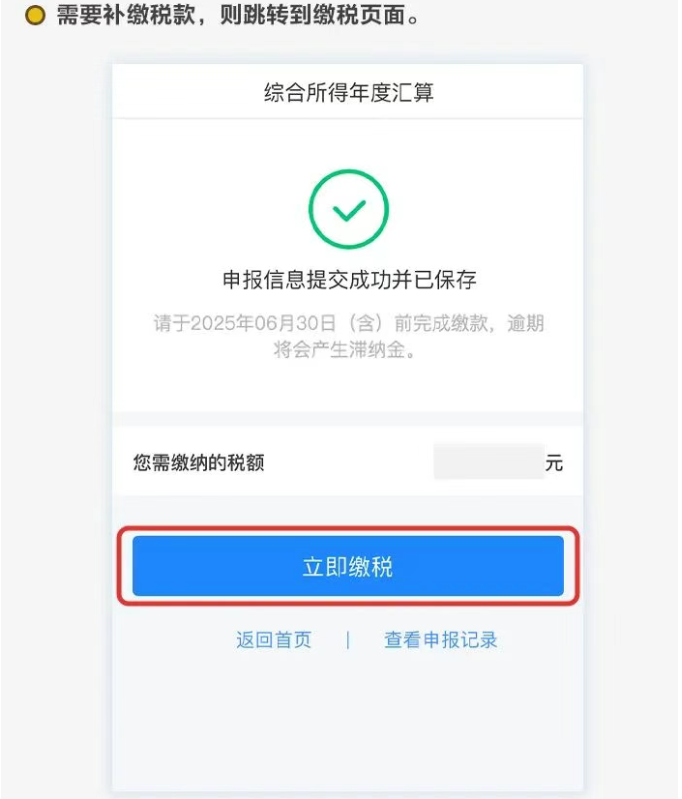 需要补缴税款，则跳转到缴税页面。
综合所得年度汇算
申报信息提交成功并已保存
请于2025年06月30日（含）前完成缴款，逾期
将会产生滞纳金。
您需缴纳的税额 元
立即缴税
返回首页 | 查看申报记录